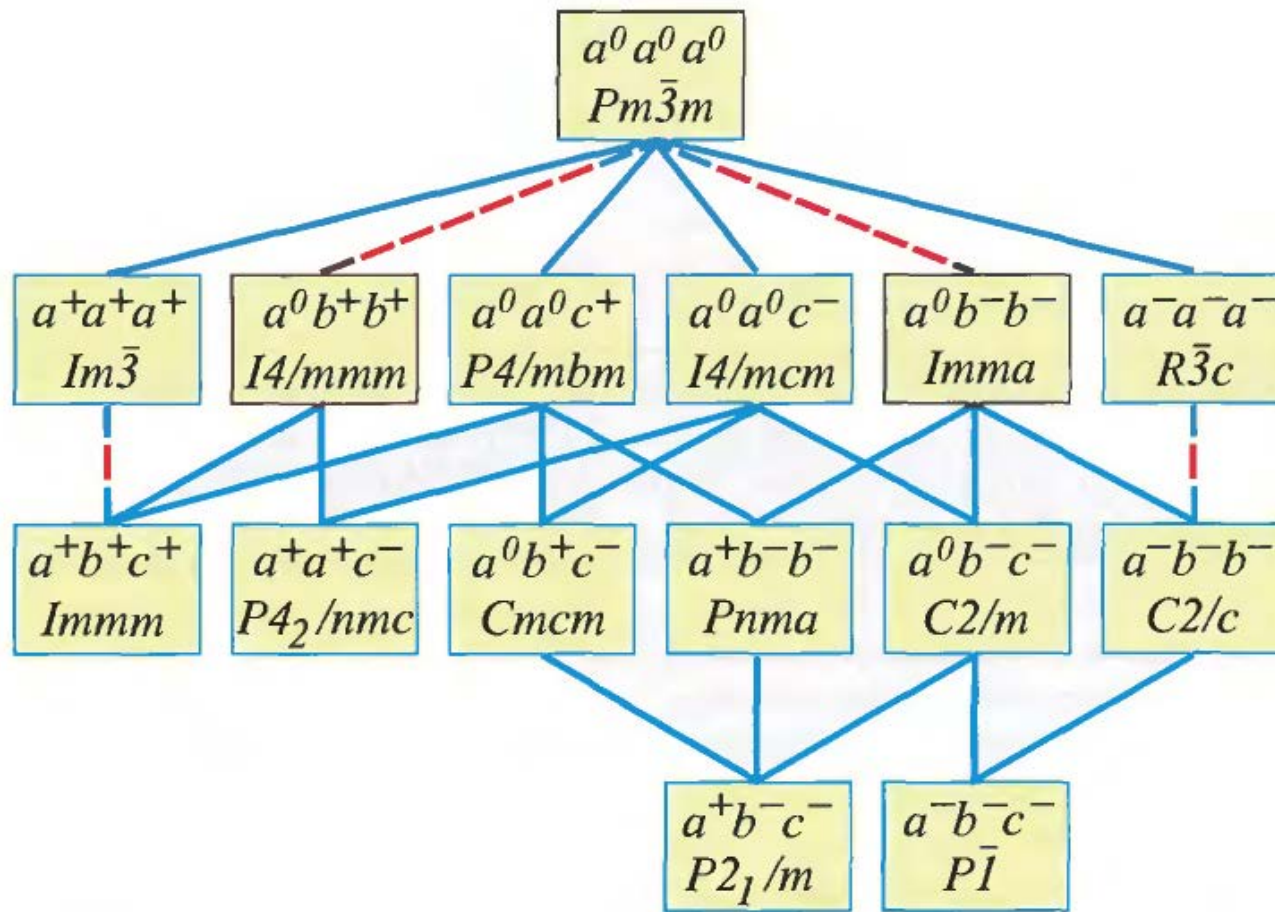 a⁰a⁰a⁰
Pm3̄m
a⁺a⁺a⁺
Im3̄
a⁰b⁺b⁺
I4/mmm
a⁰a⁰c⁺
P4/mbm
a⁰a⁰c⁻
I4/mcm
a⁰b⁻b⁻
Imma
a⁻a⁻a⁻
R3̄c
a⁺b⁺c⁺
Immm
a⁺a⁺c⁻
P4₂/nmc
a⁰b⁺c⁻
Cmcm
a⁺b⁻b⁻
Pnma
a⁰b⁻c⁻
C2/m
a⁻b⁻b⁻
C2/c
a⁺b⁻c⁻
P2₁/m
a⁻b⁻c⁻
P1̄